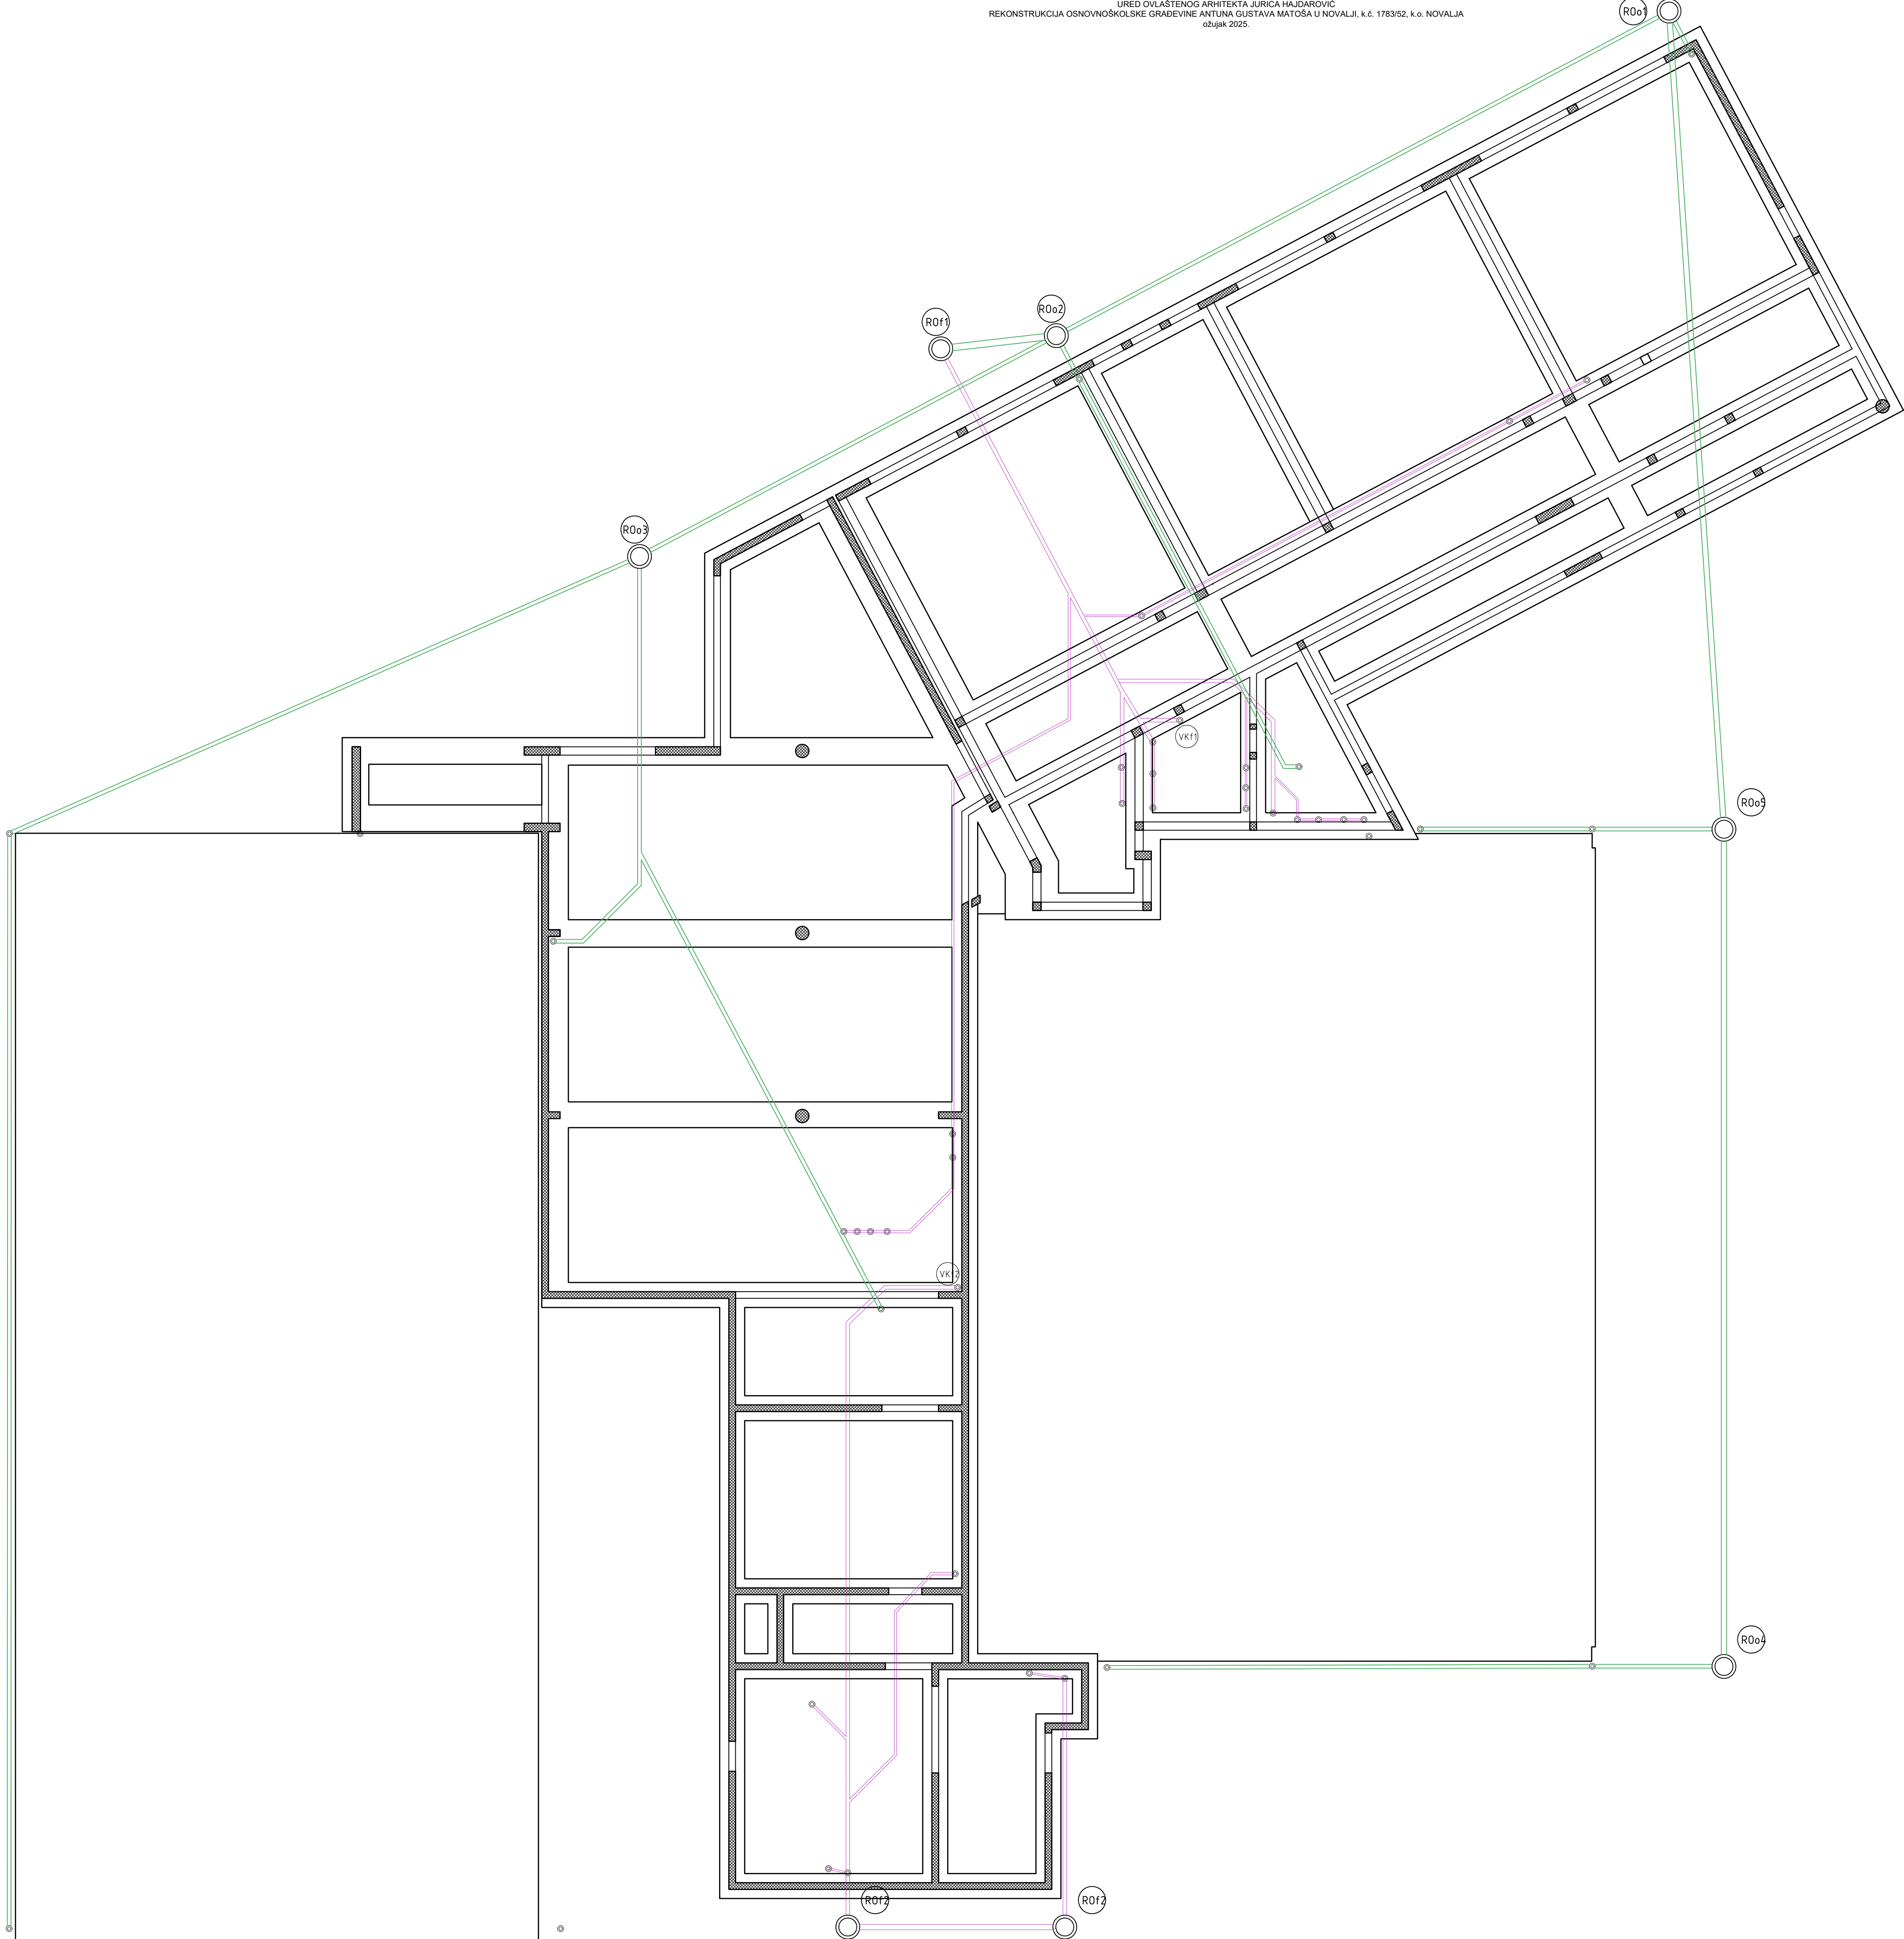 URED OVLAŠTENOG ARHITEKTA JURICA HAJDAROVIĆ
REKONSTRUKCIJA OSNOVNOŠKOLSKE GRAĐEVINE ANTUNA GUSTAVA MATOŠA U NOVALJI, k.č. 1783/52, k.o. NOVALJA
ožujak 2025.
ROo1
ROo2
ROf1
ROo3
VKf1
ROo5
VKf2
ROo4
ROf2
ROf2